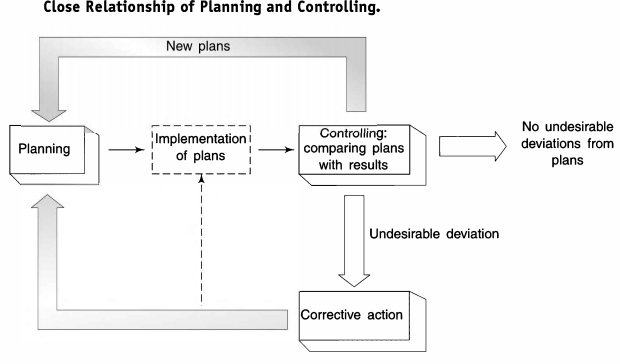 Close Relationship of Planning and Controlling.
New plans
Planning
Implementation
of plans
Controlling:
comparing plans
with results
No undesirable
deviations from
plans
Undesirable deviation
Corrective action